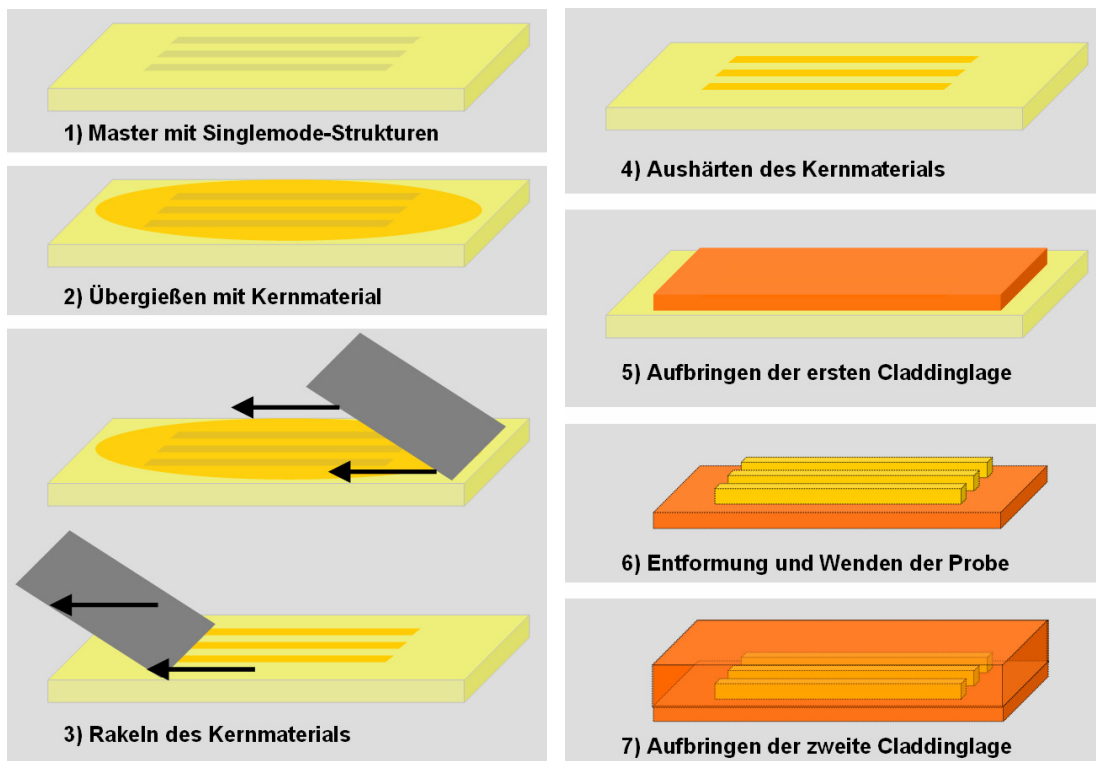 1) Master mit Singlemode-Strukturen
2) Übergießen mit Kernmaterial
3) Rakeln des Kernmaterials
4) Aushärten des Kernmaterials
5) Aufbringen der ersten Claddinglage
6) Entformung und Wenden der Probe
7) Aufbringen der zweite Claddinglage